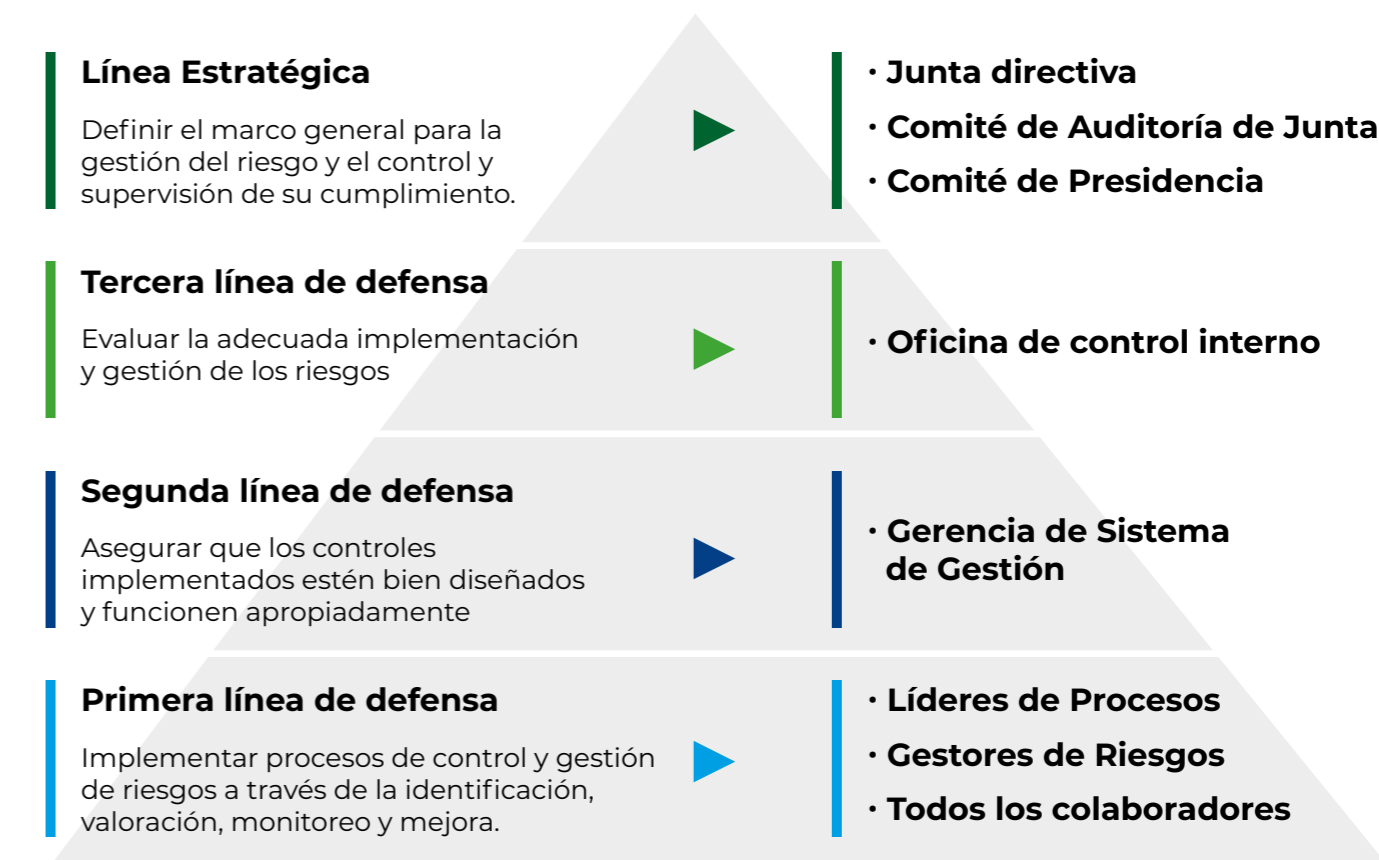 Línea Estratégica
Definir el marco general para la
gestión del riesgo y el control y
supervisión de su cumplimiento.
· Junta directiva
· Comité de Auditoría de Junta
· Comité de Presidencia
Tercera línea de defensa
Evaluar la adecuada implementación
y gestión de los riesgos
· Oficina de control interno
Segunda línea de defensa
Asegurar que los controles
implementados estén bien diseñados
y funcionen apropiadamente
· Gerencia de Sistema
de Gestión
Primera línea de defensa
Implementar procesos de control y gestión
de riesgos a través de la identificación,
valoración, monitoreo y mejora.
· Líderes de Procesos
· Gestores de Riesgos
· Todos los colaboradores